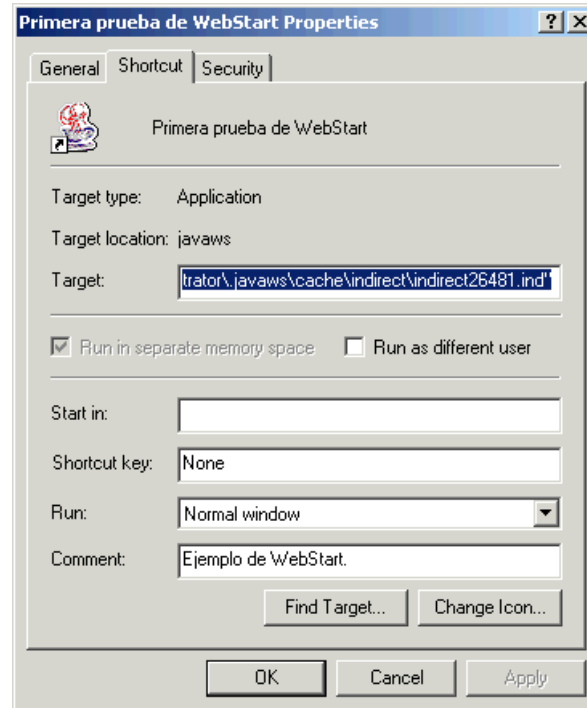 Primera prueba de WebStart Properties
General Shortcut Security
Primera prueba de WebStart
Target type: Application
Target location: javaws
Target: trator\.javaws\cache\indirect\indirect26481.ind"
Run in separate memory space Run as different user
Start in:
Shortcut key: None
Run: Normal window
Comment: Ejemplo de WebStart.
Find Target... Change Icon...
OK Cancel Apply